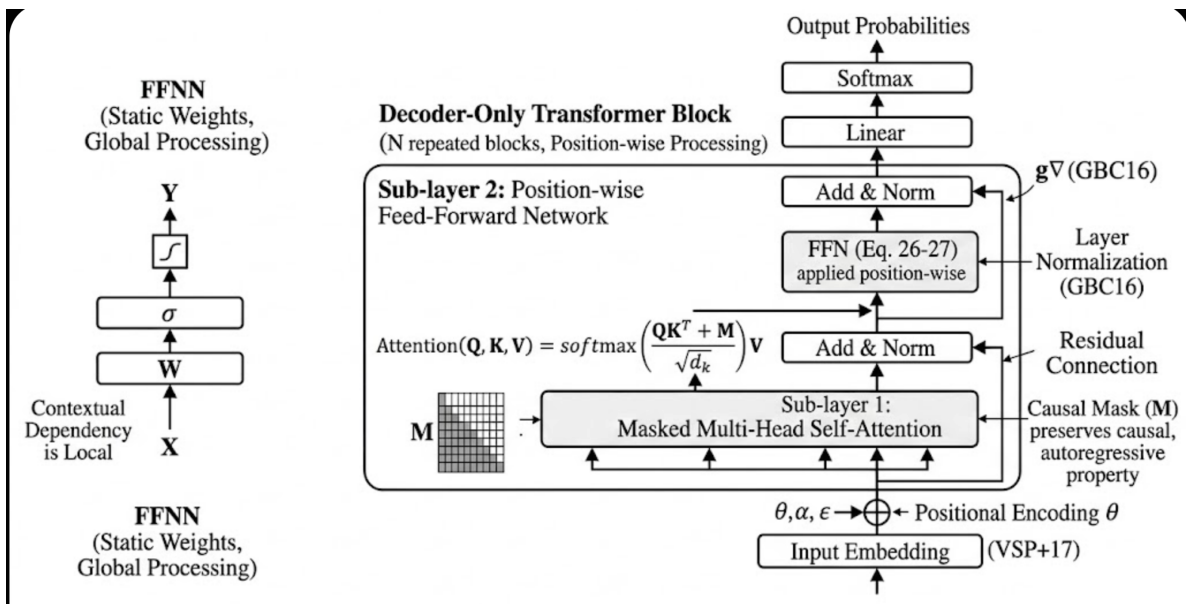 FFNN
(Static Weights,
Global Processing)
Y
σ
W
Contextual
Dependency
is Local
X
FFNN
(Static Weights,
Global Processing)
Output Probabilities
Softmax
Linear
Decoder-Only Transformer Block
(N repeated blocks, Position-wise Processing)
Sub-layer 2: Position-wise
Feed-Forward Network
Add & Norm
g∇ (GBC16)
FFN (Eq. 26-27)
applied position-wise
Layer
Normalization
(GBC16)
Attention(Q, K, V) = softmax (QK^T + M / √d_k) V
Add & Norm
Residual
Connection
M
Sub-layer 1:
Masked Multi-Head Self-Attention
Causal Mask (M)
preserves causal,
autoregressive
property
θ, α, ϵ
Positional Encoding θ
Input Embedding
(VSP+17)